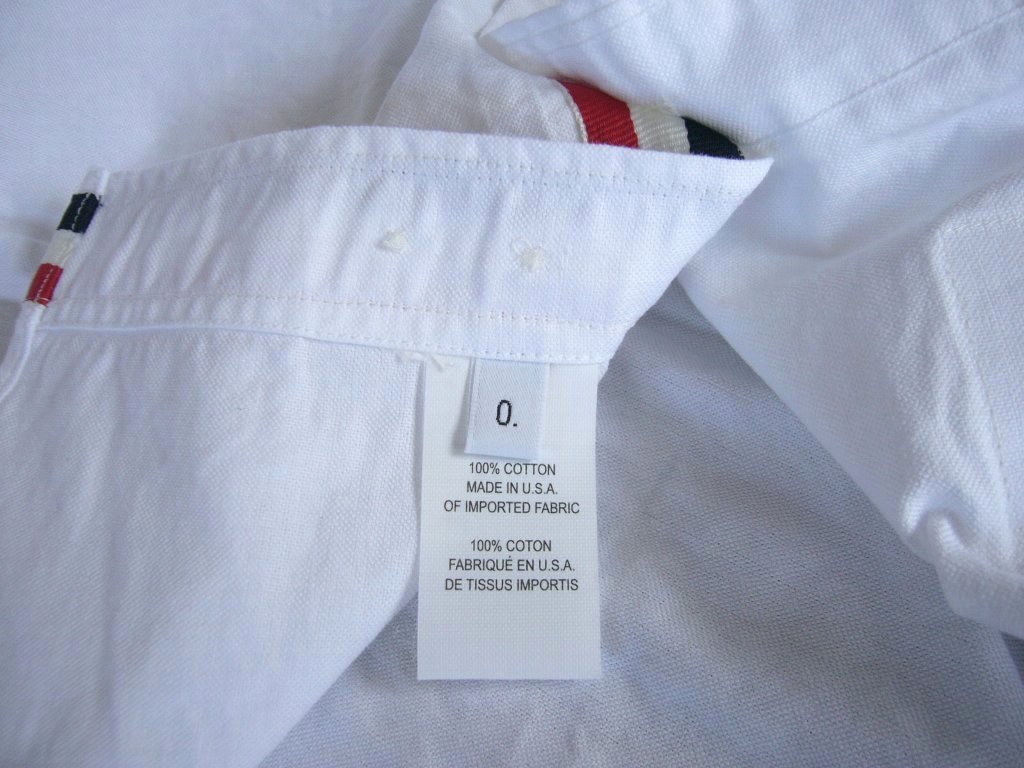 0.
100% COTTON
MADE IN U.S.A.
OF IMPORTED FABRIC
100% COTON
FABRIQUÉ EN U.S.A.
DE TISSUS IMPORTIS